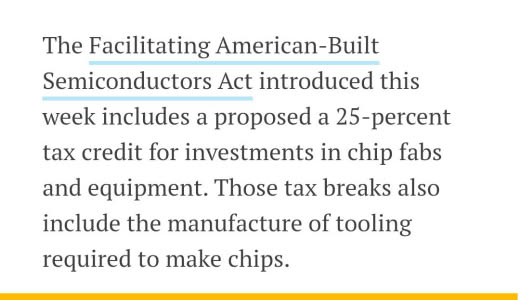 The Facilitating American-Built
Semiconductors Act introduced this
week includes a proposed a 25-percent
tax credit for investments in chip fabs
and equipment. Those tax breaks also
include the manufacture of tooling
required to make chips.